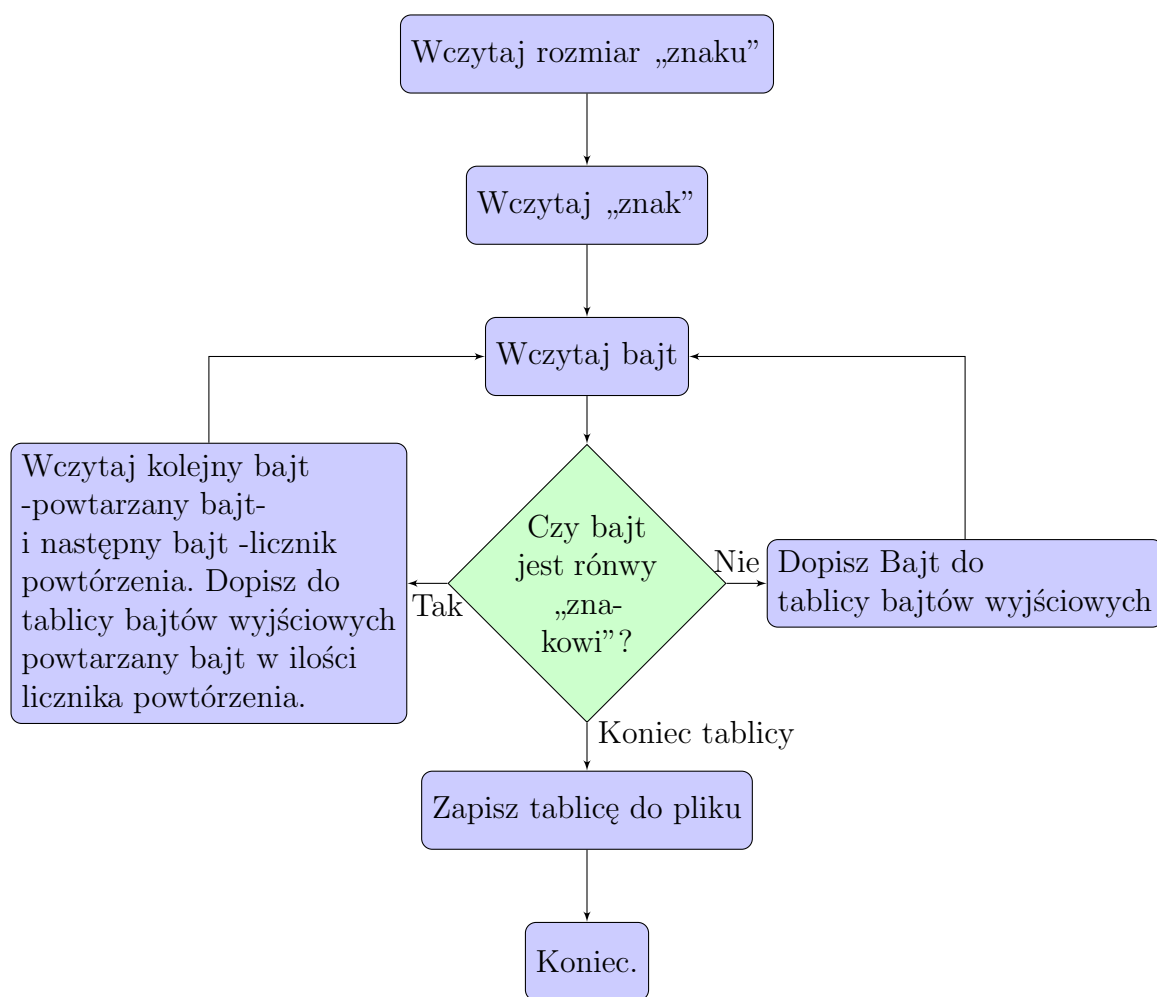 Wczytaj rozmiar „znaku”
Wczytaj „znak”
Wczytaj bajt
Wczytaj kolejny bajt
-powtarzany bajt-
i następny bajt -licznik
powtórzenia. Dopisz do
tablicy bajtów wyjściowych
powtarzany bajt w ilości
licznika powtórzenia.
Tak
Czy bajt
jest rónwy
„zna-
kowi”?
Nie
Dopisz Bajt do
tablicy bajtów wyjściowych
Koniec tablicy
Zapisz tablicę do pliku
Koniec.